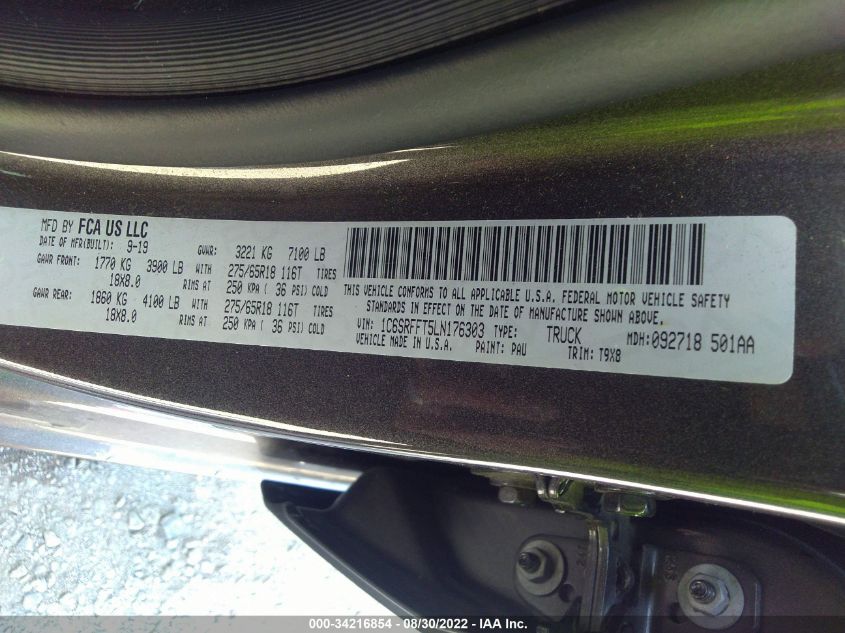 MFD BY FCA US LLC
DATE OF MFR(BUILT): 9-19 GVWR: 3221 KG 7100 LB
GAWR FRONT: 1770 KG 3900 LB WITH 275/65R18 116T TIRES
18X8.0 RIMS AT 250 KPA ( 36 PSI) COLD
GAWR REAR: 1860 KG 4100 LB WITH 275/65R18 116T TIRES
18X8.0 RIMS AT 250 KPA ( 36 PSI) COLD
THIS VEHICLE CONFORMS TO ALL APPLICABLE U.S.A. FEDERAL MOTOR VEHICLE SAFETY
STANDARDS IN EFFECT ON THE DATE OF MANUFACTURE SHOWN ABOVE.
VIN: 1C6SRFFT5LN176303 TYPE: TRUCK MDH:092718 501AA
VEHICLE MADE IN U.S.A. PAINT: PAU TRIM: T9X8
000-34216854 - 08/30/2022 - IAA Inc.